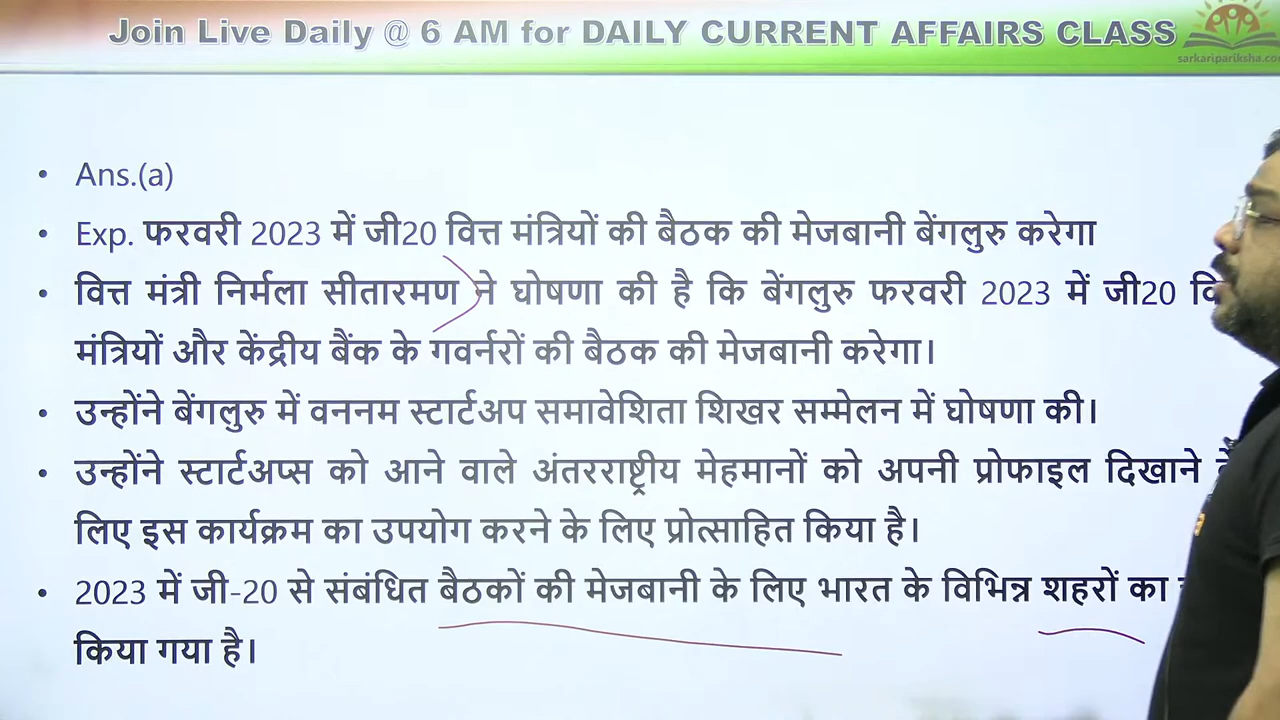 Join Live Daily @ 6 AM for DAILY CURRENT AFFAIRS CLASS
• Ans.(a)
• Exp. फरवरी 2023 में जी20 वित्त मंत्रियों की बैठक की मेजबानी बेंगलुरु करेगा
• वित्त मंत्री निर्मला सीतारमण ने घोषणा की है कि बेंगलुरु फरवरी 2023 में जी20
मंत्रियों और केंद्रीय बैंक के गवर्नरों की बैठक की मेजबानी करेगा।
• उन्होंने बेंगलुरु में वननम स्टार्टअप समावेशिता शिखर सम्मेलन में घोषणा की।
• उन्होंने स्टार्टअप्स को आने वाले अंतरराष्ट्रीय मेहमानों को अपनी प्रोफाइल दिखाने
लिए इस कार्यक्रम का उपयोग करने के लिए प्रोत्साहित किया है।
• 2023 में जी-20 से संबंधित बैठकों की मेजबानी के लिए भारत के विभिन्न शहरों का
किया गया है।